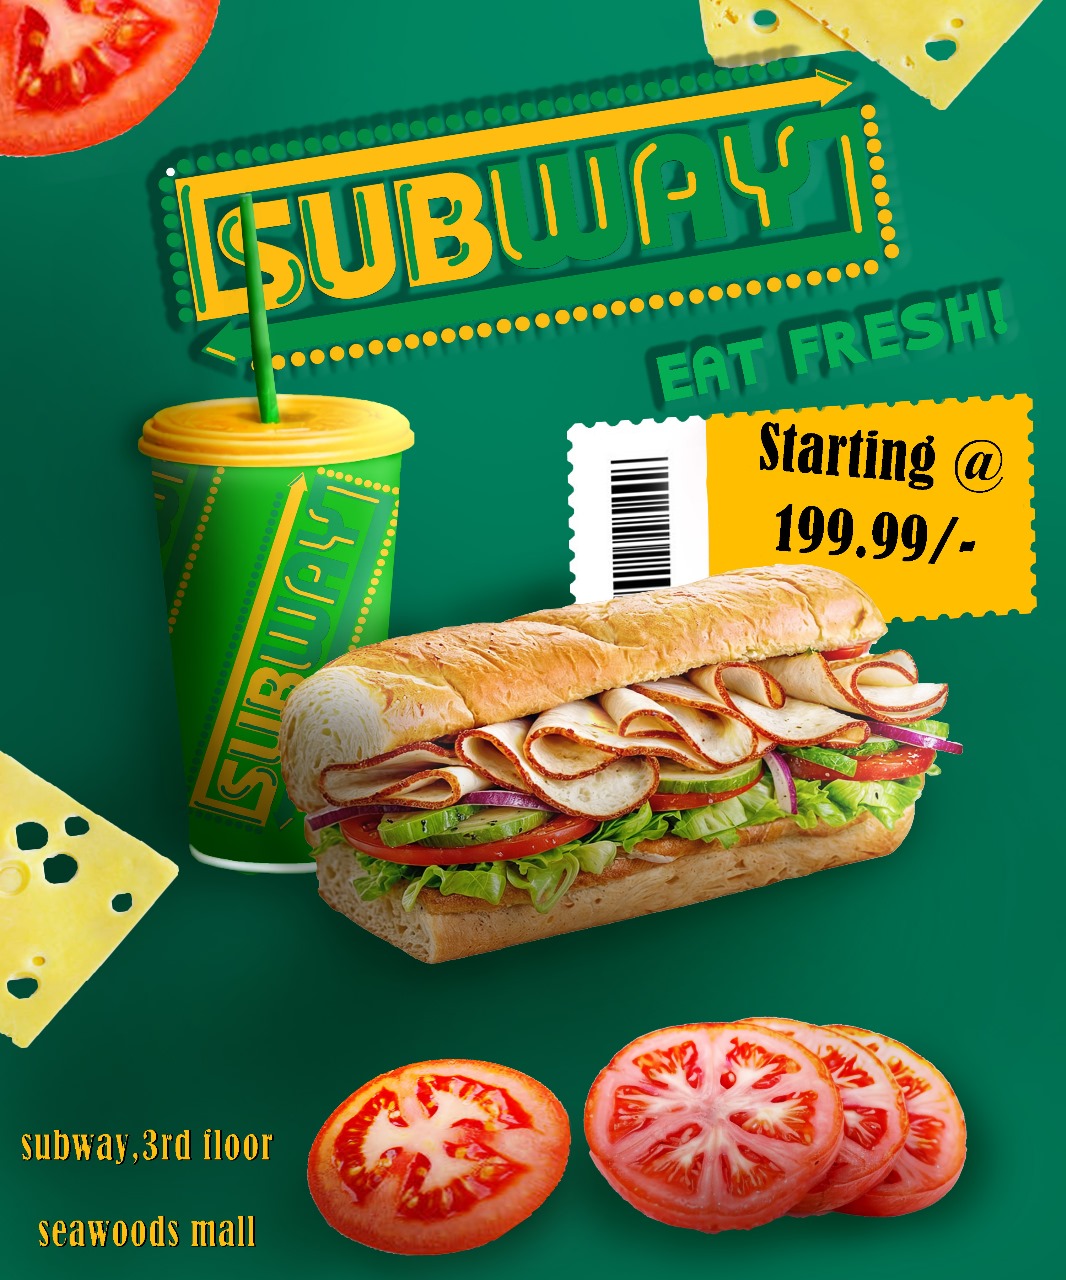 SUBWAY
EAT FRESH!
Starting @
199.99/-
SUBWAY
subway,3rd floor
seawoods mall